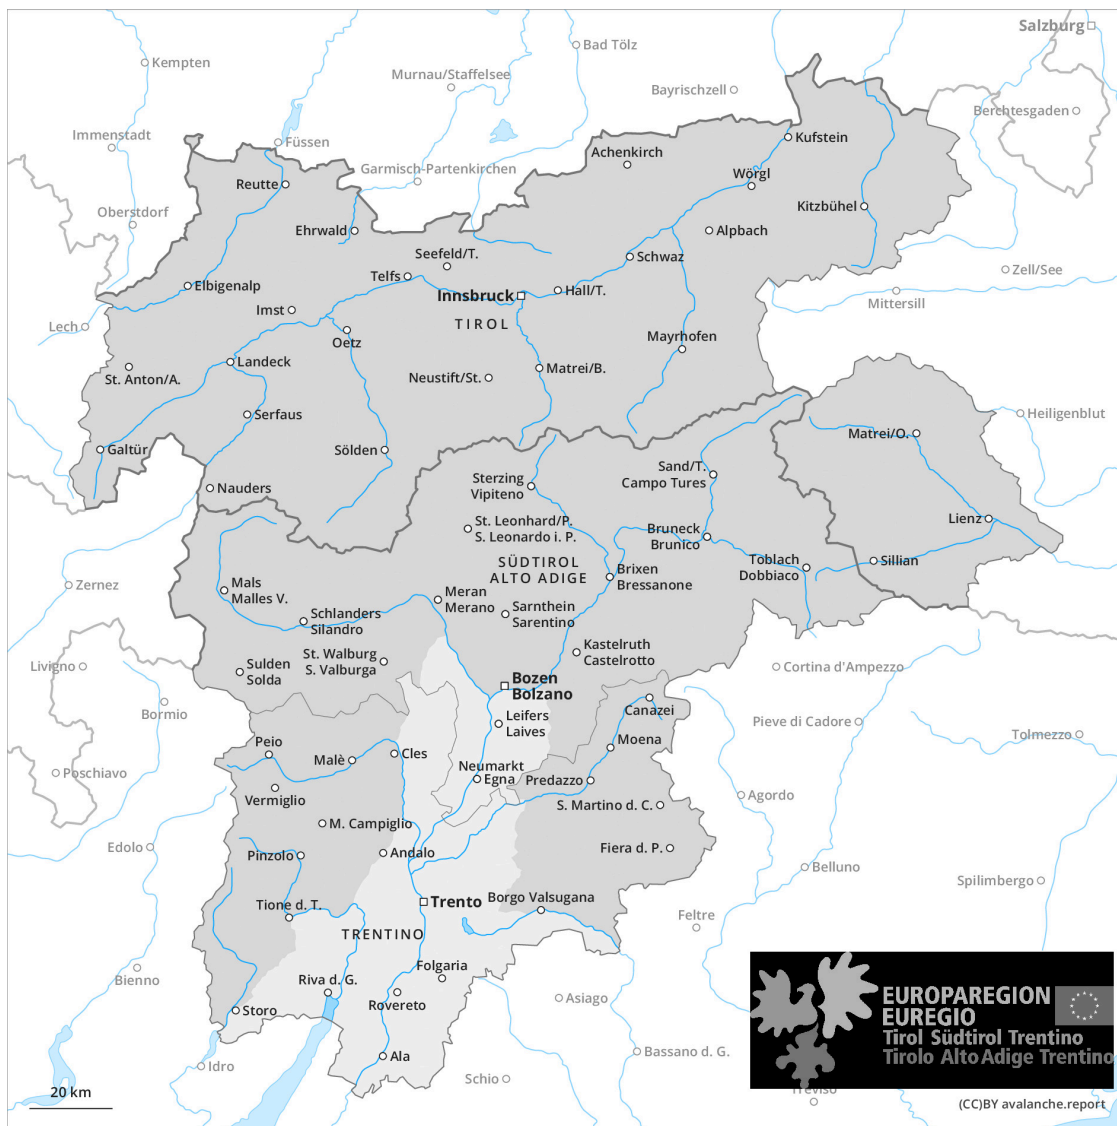 Salzburg
Bad Tölz
Kempten
Murnau/Staffelsee
Bayrischzell
Berchtesgaden
Immenstadt
Füssen
Kufstein
Achenkirch
Garmisch-Partenkirchen
Wörgl
Reutte
Kitzbühel
Oberstdorf
Ehrwald
Alpbach
Seefeld/T.
Schwaz
Zell/See
Telfs
Elbigenalp
Innsbruck
Hall/T.
Mittersill
Imst
TIROL
Lech
Oetz
Mayrhofen
Landeck
Matrei/B.
St. Anton/A.
Neustift/St.
Serfaus
Heiligenblut
Matrei/O.
Galtür
Sölden
Sand/T.
Campo Tures
Sterzing
Vipiteno
Nauders
Lienz
St. Leonhard/P.
S. Leonardo i. P.
Bruneck
Brunico
SÜDTIROL
ALTO ADIGE
Toblach
Dobbiaco
Sillian
Brixen
Bressanone
Zernez
Mals
Malles V.
Meran
Merano
Sarnthein
Sarentino
Schlanders
Silandro
Kastelruth
Castelrotto
St. Walburg
S. Valburga
Livigno
Sulden
Solda
Cortina d'Ampezzo
Bozen
Bolzano
Bormio
Canazei
Leifers
Laives
Pieve di Cadore
Tolmezzo
Peio
Cles
Moena
Malè
Poschiavo
Neumarkt
Egna
Predazzo
Vermiglio
Agordo
S. Martino d. C.
M. Campiglio
Edolo
Pinzolo
Andalo
Fiera d. P.
Belluno
Spilimbergo
Tione d. T.
Trento
Borgo Valsugana
Feltre
TRENTINO
Bienno
Folgaria
Riva d. G.
Rovereto
Asiago
Storo
EUROPAREGION
EUREGIO
Tirol Südtirol Trentino
Tirolo Alto Adige Trentino
Ala
Bassano d. G.
Idro
Schio
Treviso
20 km
(CC)BY avalanche.report